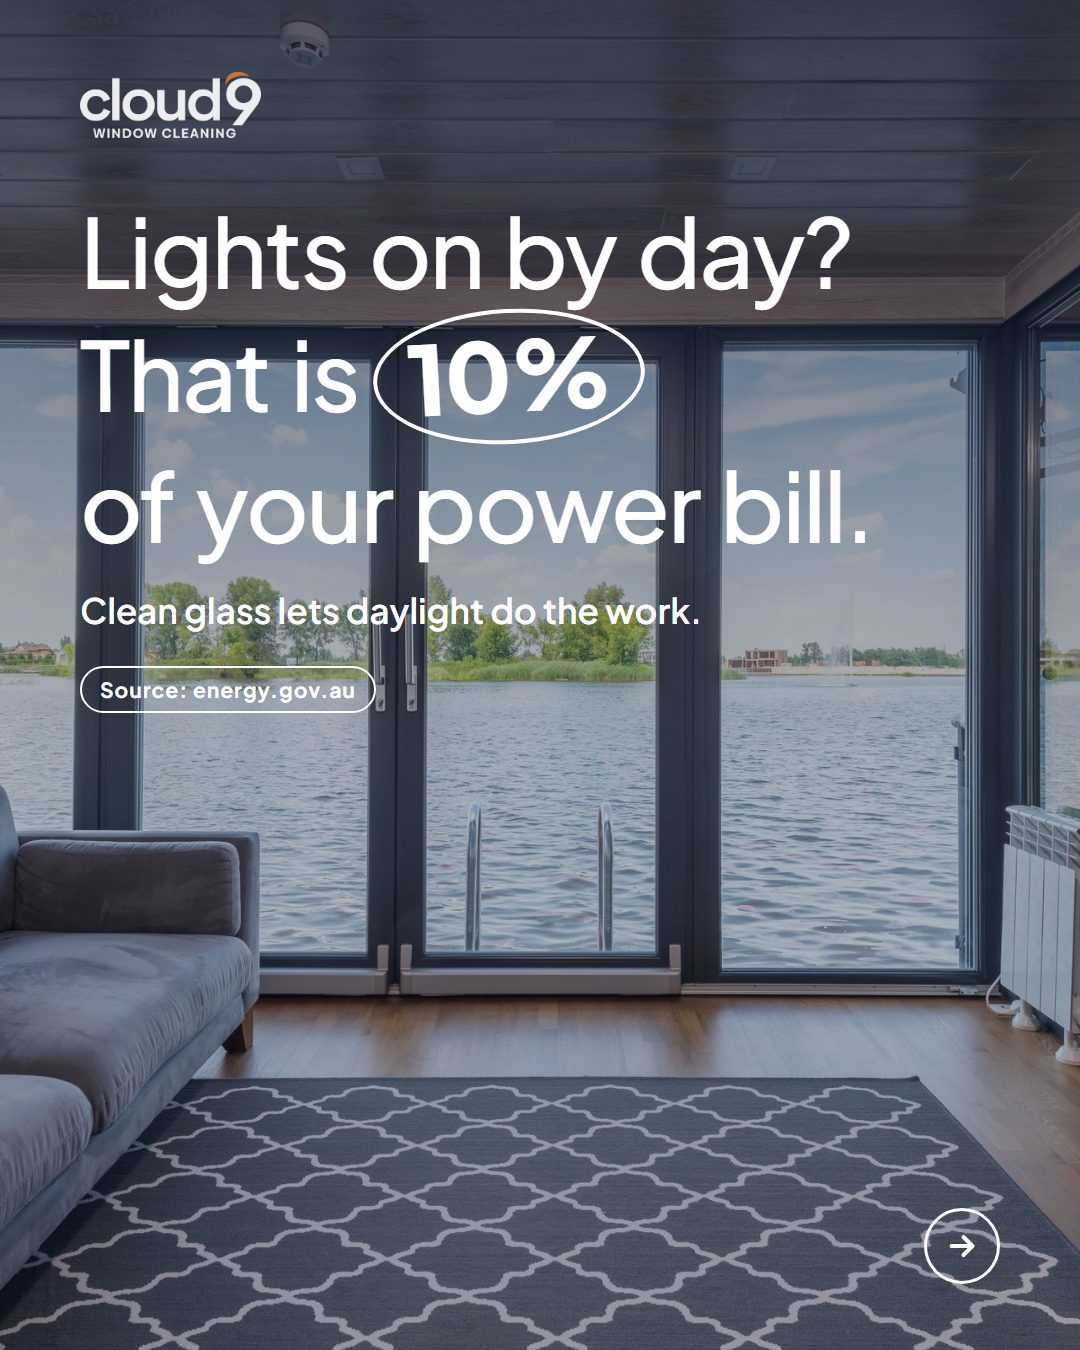 cloud9
WINDOW CLEANING
Lights on by day?
That is 10%
of your power bill.
Clean glass lets daylight do the work.
Source: energy.gov.au